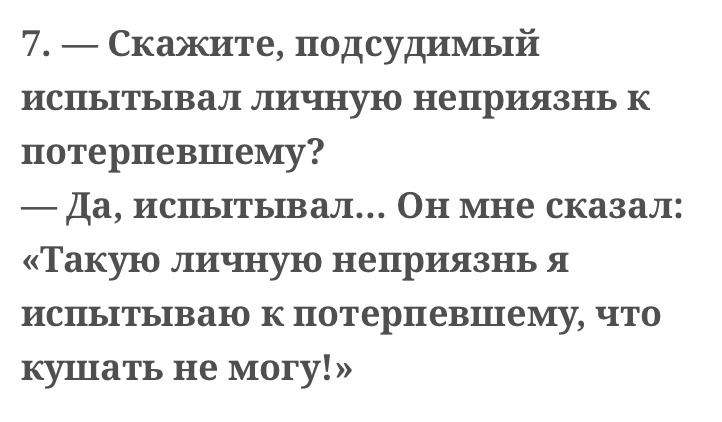 7. — Скажите, подсудимый
испытывал личную неприязнь к
потерпевшему?
— Да, испытывал... Он мне сказал:
«Такую личную неприязнь я
испытываю к потерпевшему, что
кушать не могу!»